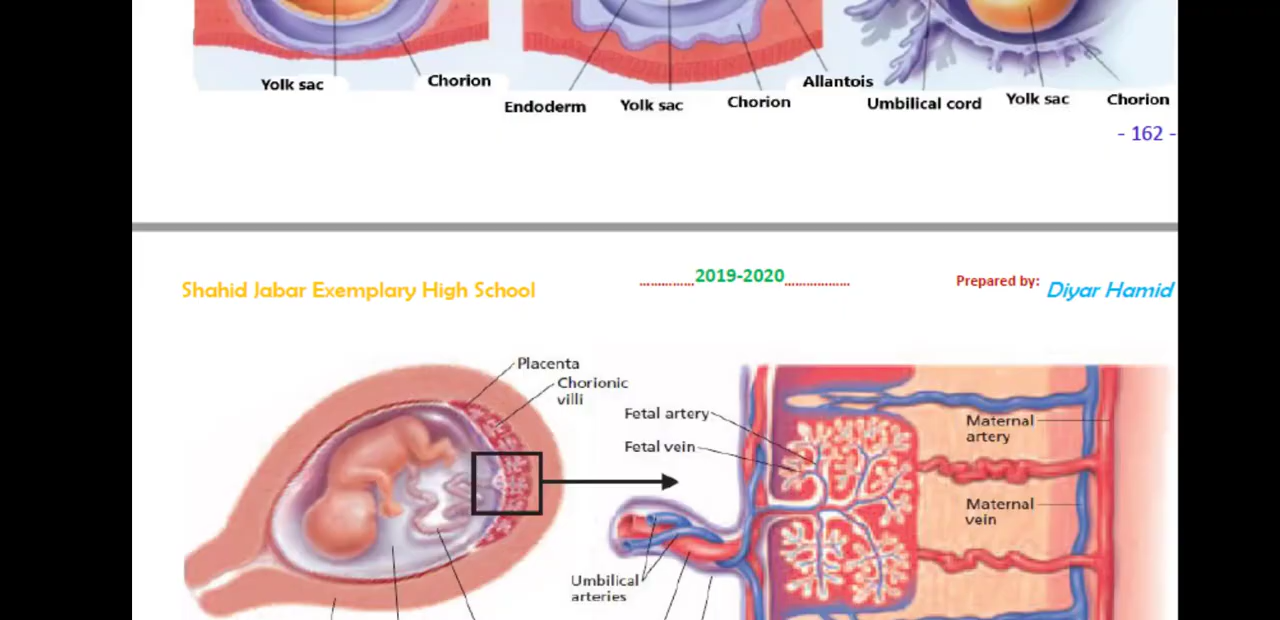 Yolk sac
Chorion
Endoderm
Yolk sac
Chorion
Allantois
Umbilical cord
Yolk sac
Chorion
- 162 -
Shahid Jabar Exemplary High School
..............2019-2020.................
Prepared by: Diyar Hamid
Placenta
Chorionic
villi
Fetal artery
Fetal vein
Maternal
artery
Maternal
vein
Umbilical
arteries